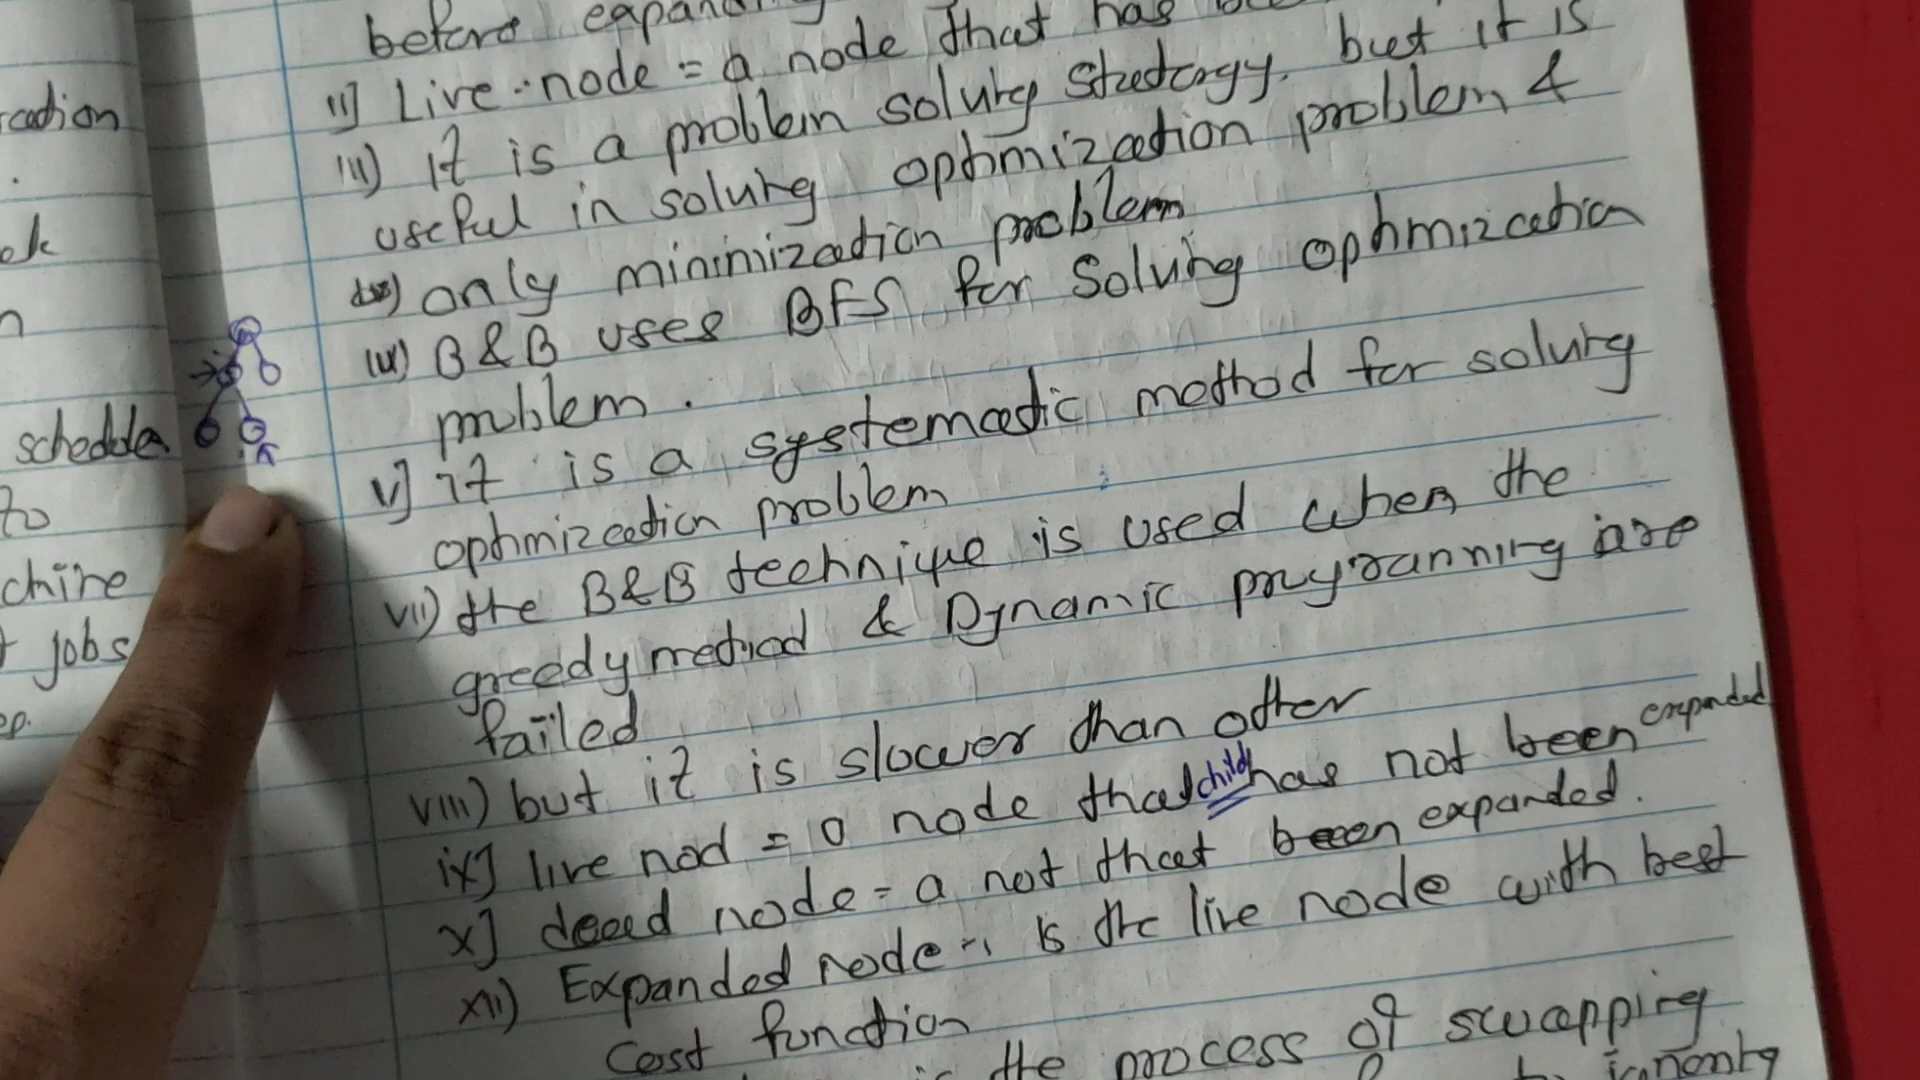 cation
ok
n
schedule
to
chine
jobs
ep.
before expand
ii] Live node = a node that has
iii) it is a problem solving stratargy. but it is
useful in solving optimization problem &
only minimization problem
iv) B&B uses BFS for Solving optimization
problem.
v] it is a systematic method for solving
optimization problem
vii) the B&B technique is used when the
greedy method & Dynamic programming are
failed
viii) but it is slower than other
ix] live nod = a node that child has not been expanded
x] dead node = a not that been expanded.
xii) Expanded node :- is the live node with best
cost function
is the process of swapping